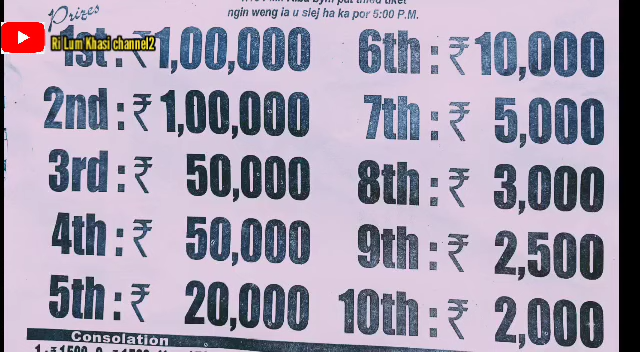 ngin weng ia u slej ha ka por 5:00 P.M.
Prizes
Ri Lum Khasi channel2
1st : ₹ 1,00,000
2nd : ₹ 1,00,000
3rd : ₹ 50,000
4th : ₹ 50,000
5th : ₹ 20,000
6th : ₹ 10,000
7th : ₹ 5,000
8th : ₹ 3,000
9th : ₹ 2,500
10th : ₹ 2,000
Consolation